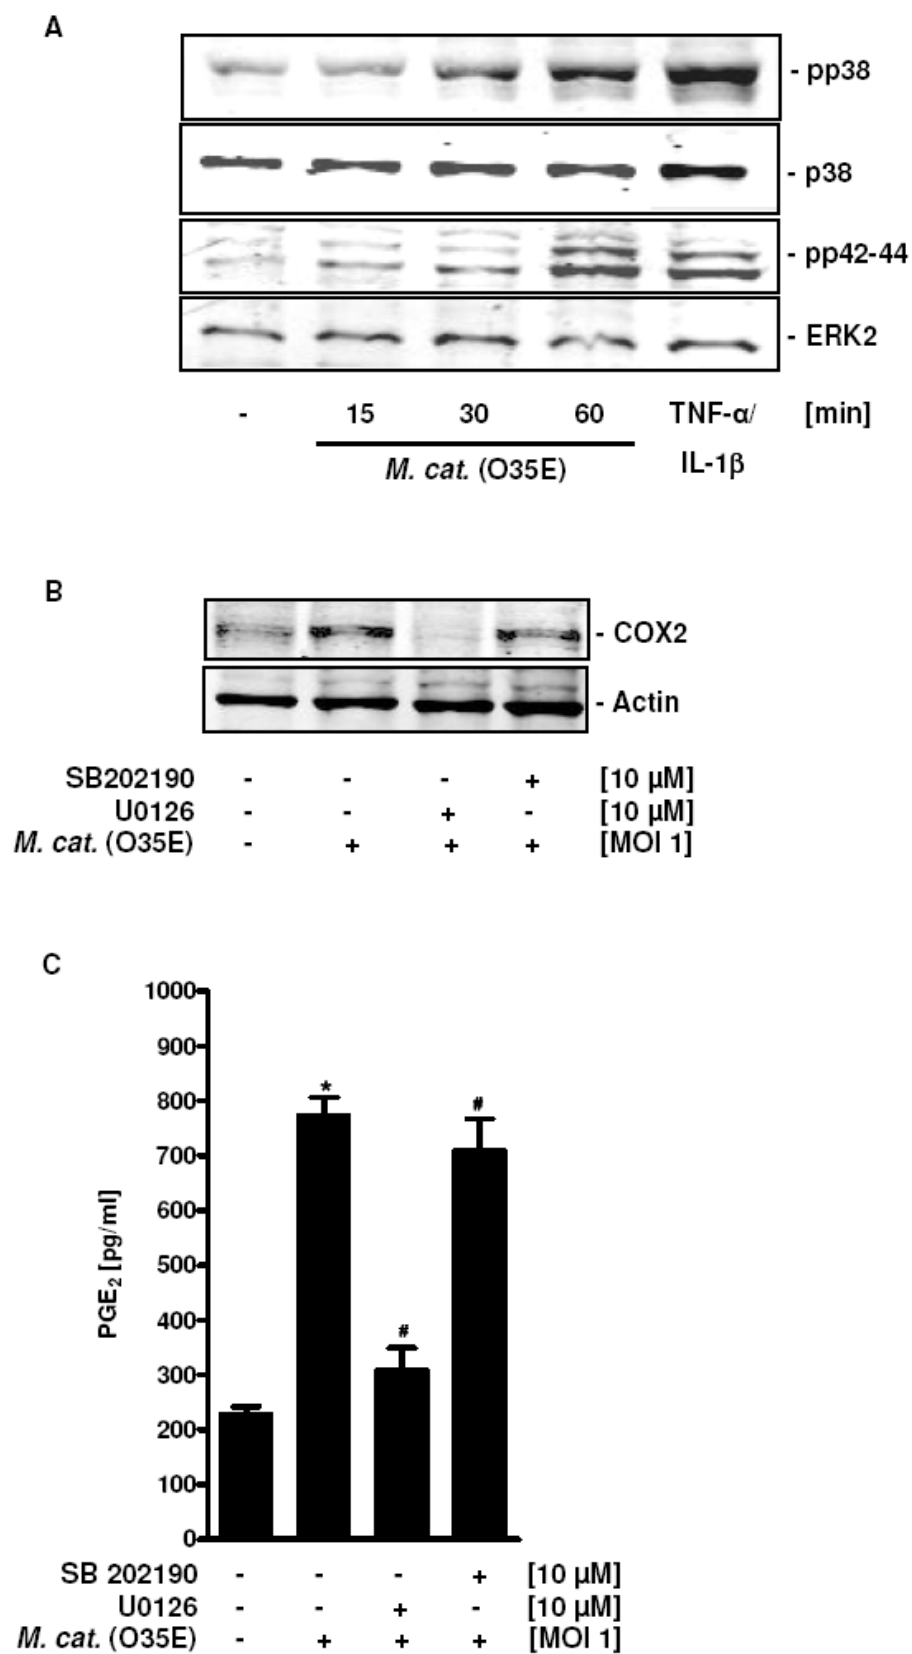 A
- pp38
- p38
- pp42-44
- ERK2
- 15 30 60 TNF-α/ [min]
M. cat. (O35E) IL-1β
B
- COX2
- Actin
SB202190 - - - + [10 µM]
U0126 - - + - [10 µM]
M. cat. (O35E) - + + + [MOI 1]
C
1000
900
*
800 #
700
600
PGE2 [pg/ml]
500
400
#
300
200
100
0
SB 202190 - - - + [10 µM]
U0126 - - + - [10 µM]
M. cat. (O35E) - + + + [MOI 1]